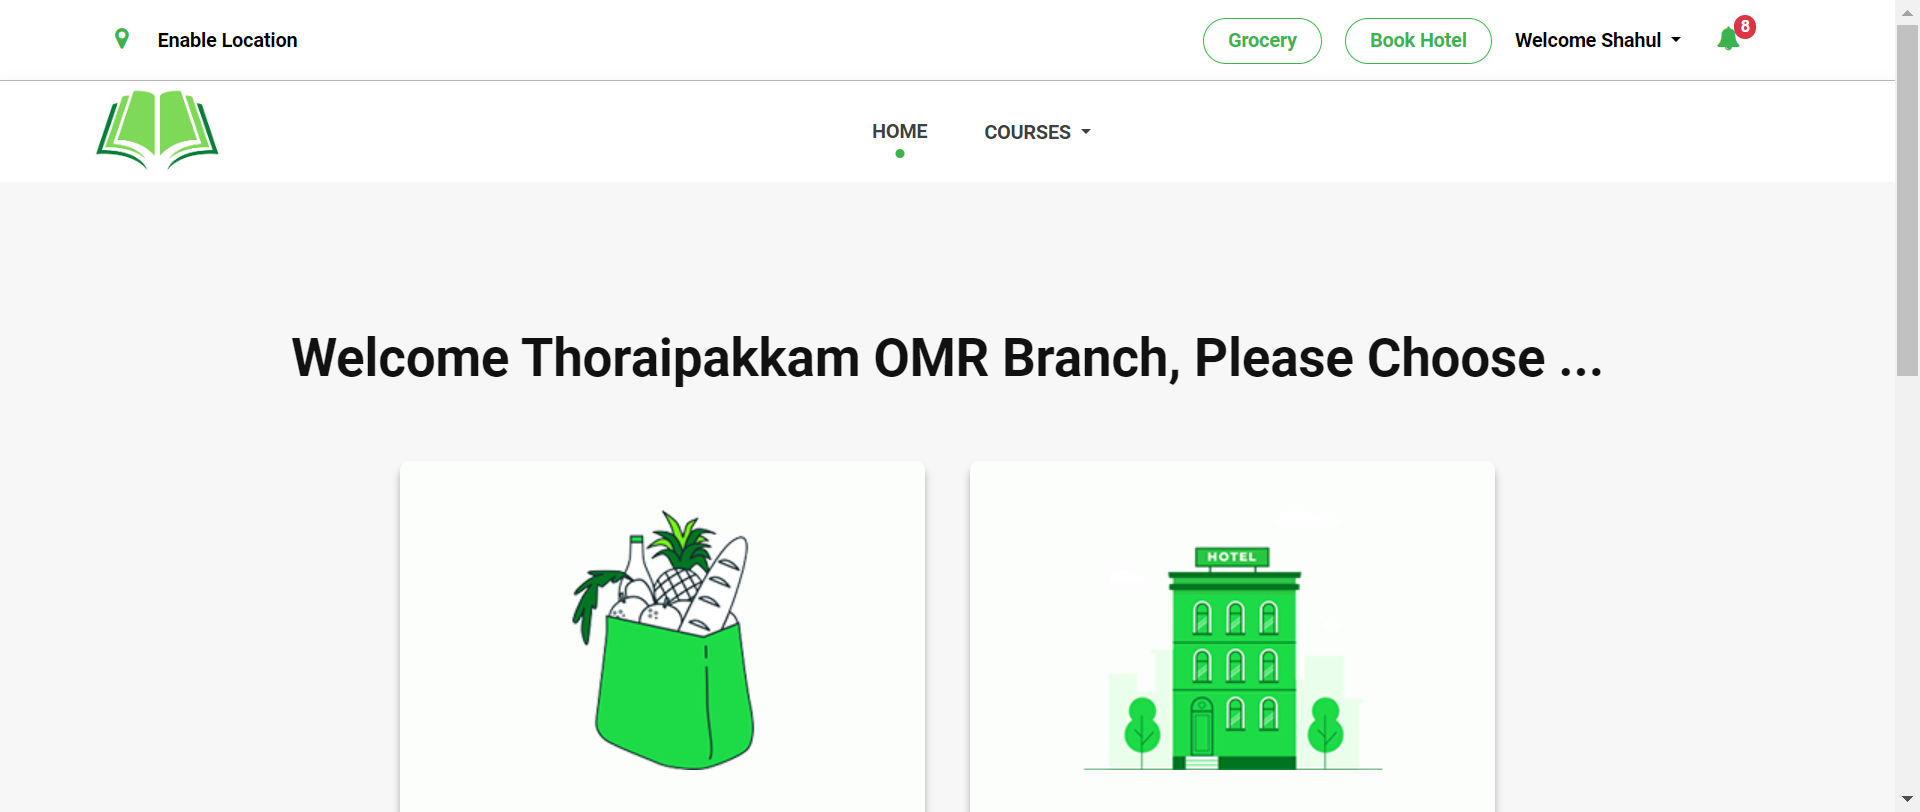 Enable Location
Grocery
Book Hotel
Welcome Shahul
8
HOME
COURSES
Welcome Thoraipakkam OMR Branch, Please Choose ...
HOTEL